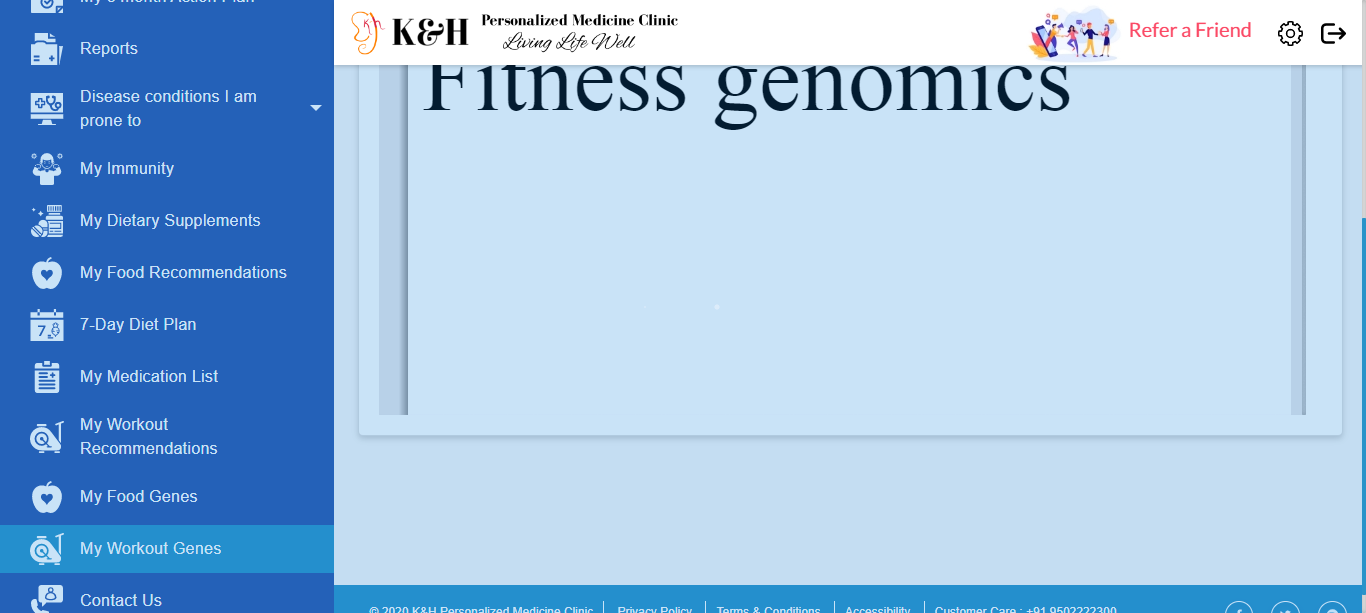 My 3 month Action Plan
Reports
Disease conditions I am
prone to
My Immunity
My Dietary Supplements
My Food Recommendations
7-Day Diet Plan
7
My Medication List
My Workout
Recommendations
My Food Genes
My Workout Genes
Contact Us
K&H
K&H Personalized Medicine Clinic
Living Life Well
Refer a Friend
Fitness genomics
© 2020 K&H Personalized Medicine Clinic
Privacy Policy
Terms & Conditions
Accessibility
Customer Care : +91 9502222300